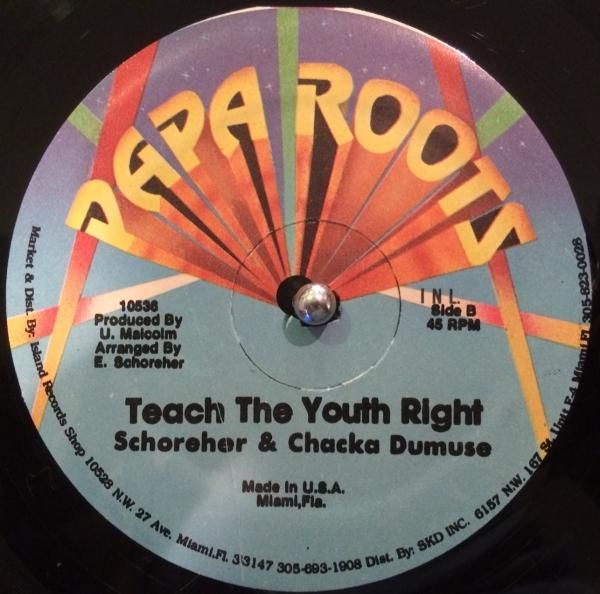 PAPA ROOTS
10536
Produced By
U. Malcolm
Arranged By
E. Schoreher
INL.
Side B
45 RPM
Teach The Youth Right
Schoreher & Chacka Dumuse
Made in U.S.A.
Miami,Fla.
Market & Dist. By: Island Records Shop 10528 N.W. 27 Ave. Miami.Fl. 33147 305-693-1908 Dist. By: SKD INC. 6157 N.W. 167 St. Unit F4 Miami.Fl. 305-623-0028